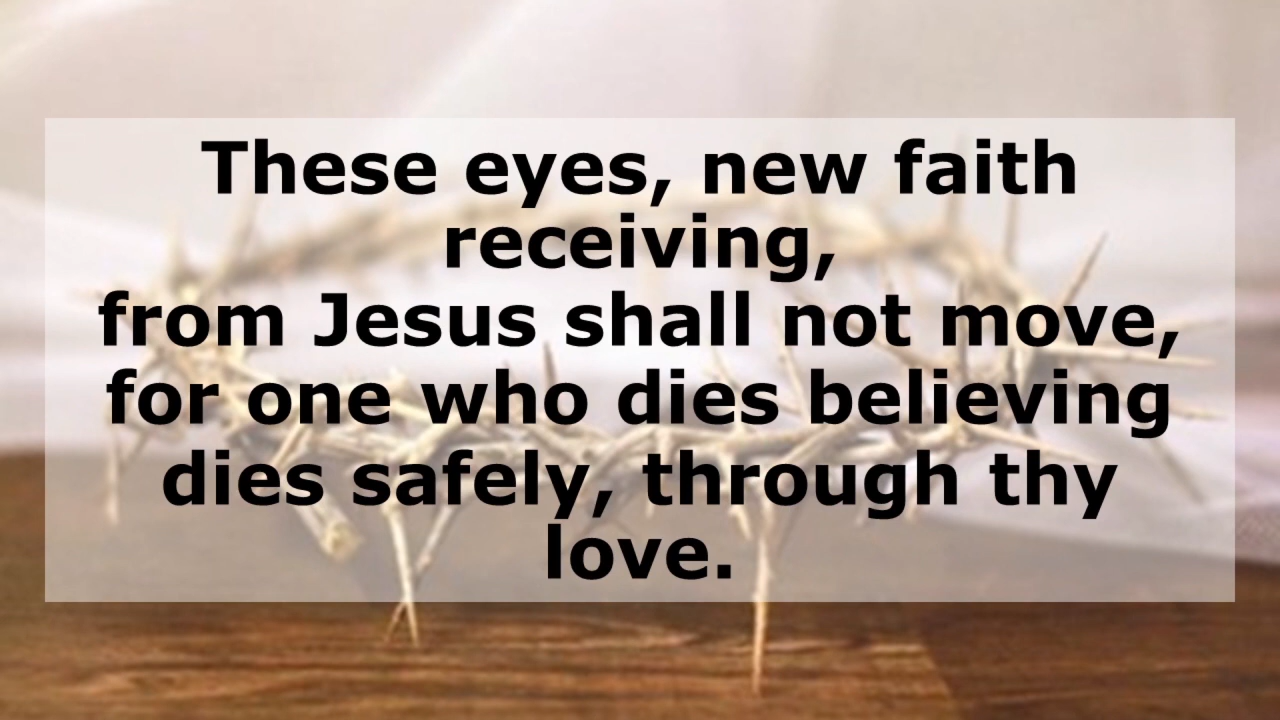 These eyes, new faith
receiving,
from Jesus shall not move,
for one who dies believing
dies safely, through thy
love.